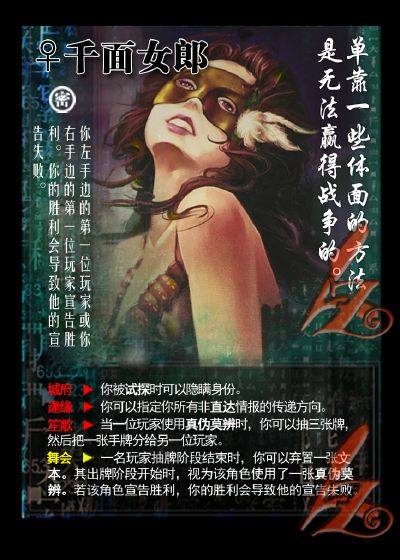 ♀千面女郎
密
单靠一些体面的方法
是无法赢得战争的。
你左手边的第一位玩家或你
右手边的第一位玩家宣告胜
利。你的胜利会导致他的宣
告失败。
城府 ▶ 你被试探时可以隐瞒身份。
逢缘 ▶ 你可以指定你所有非直达情报的传递方向。
笙歌 ▶ 当一位玩家使用真伪莫辨时，你可以抽三张牌，
然后把一张手牌分给另一位玩家。
舞会 ▶ 一名玩家抽牌阶段结束时，你可以弃置一张文
本。其出牌阶段开始时，视为该角色使用了一张真伪莫
辨。若该角色宣告胜利，你的胜利会导致他的宣告失败。